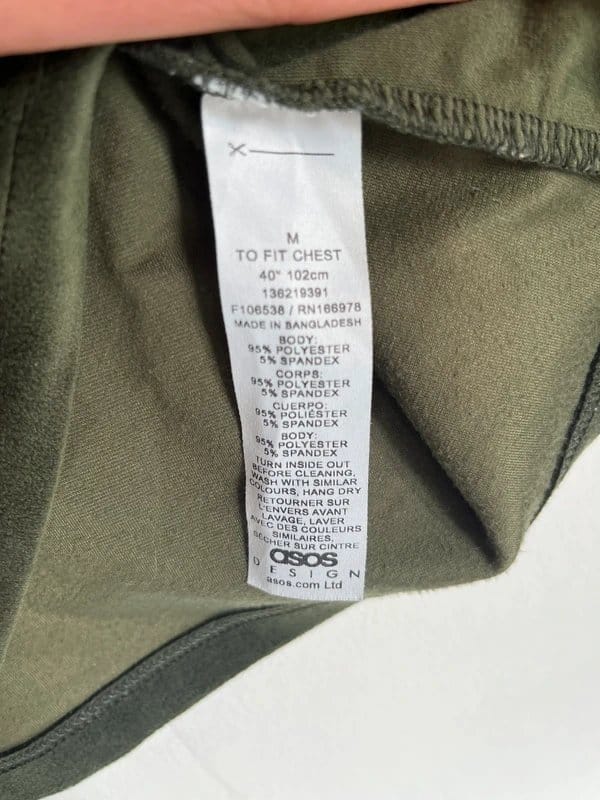 M
TO FIT CHEST
40" 102cm
136219391
F106538 / RN166978
MADE IN BANGLADESH
BODY:
95% POLYESTER
5% SPANDEX
CORPS:
95% POLYESTER
5% SPANDEX
CUERPO:
95% POLIÉSTER
5% SPANDEX
BODY:
95% POLYESTER
5% SPANDEX
TURN INSIDE OUT
BEFORE CLEANING,
WASH WITH SIMILAR
COLOURS, HANG DRY
RETOURNER SUR
L'ENVERS AVANT
LAVAGE, LAVER
AVEC DES COULEURS
SIMILAIRES,
SÉCHER SUR CINTRE
asos
DESIGN
asos.com Ltd